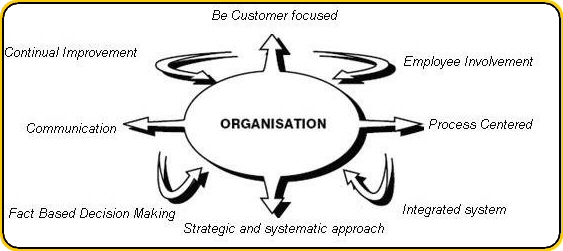 Be Customer focused
Continual Improvement
Employee Involvement
Communication
ORGANISATION
Process Centered
Fact Based Decision Making
Integrated system
Strategic and systematic approach